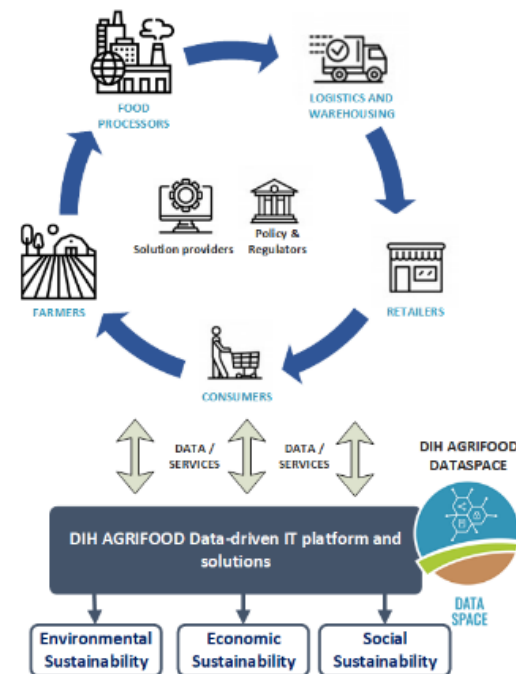 FOOD
PROCESSORS
LOGISTICS AND
WAREHOUSING
Solution providers
Policy &
Regulators
FARMERS
RETAILERS
CONSUMERS
DATA /
SERVICES
DATA /
SERVICES
DIH AGRIFOOD
DATASPACE
DIH AGRIFOOD Data-driven IT platform and
solutions
DATA
SPACE
Environmental
Sustainability
Economic
Sustainability
Social
Sustainability